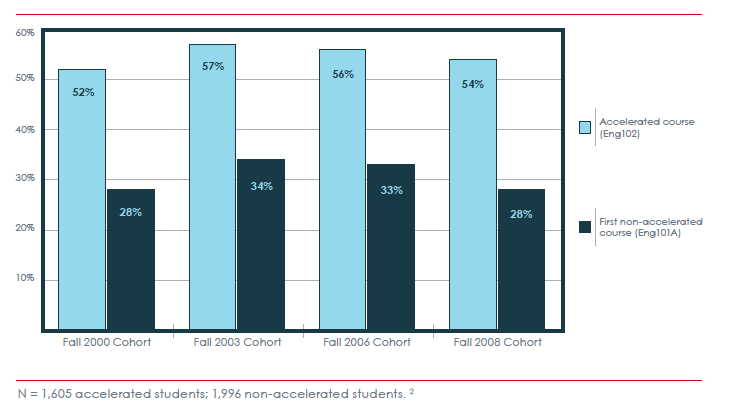 60%
50%
40%
30%
20%
10%
52%
28%
57%
34%
56%
33%
54%
28%
Fall 2000 Cohort
Fall 2003 Cohort
Fall 2006 Cohort
Fall 2008 Cohort
Accelerated course
(Eng102)
First non-accelerated
course (Eng101A)
N = 1,605 accelerated students; 1,996 non-accelerated students. ²